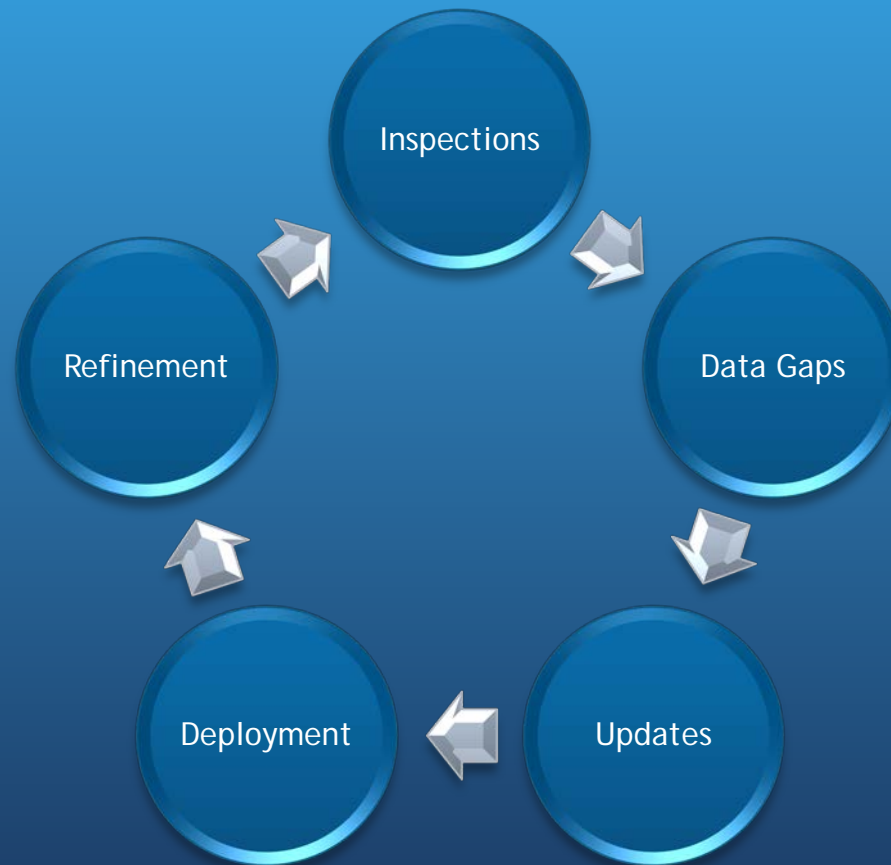 Inspections
Data Gaps
Updates
Deployment
Refinement